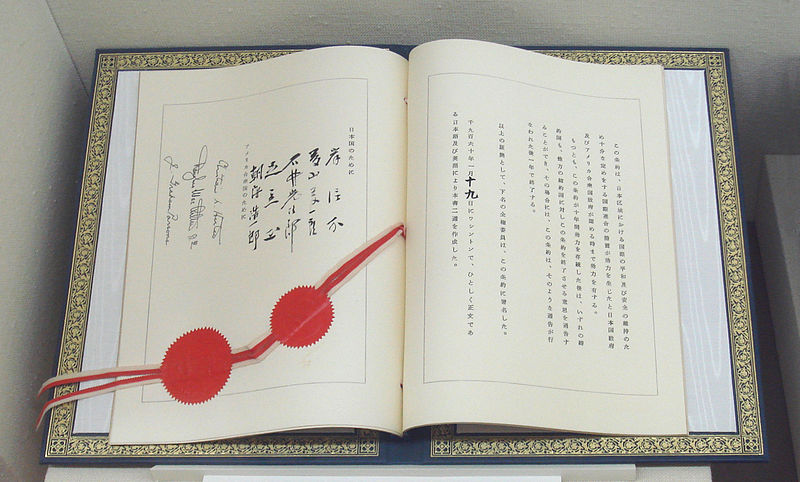 この条約は、日本区域における国際の平和及び安全の維持のた
め十分な定めをする国際連合の措置が効力を生じたと日本国政府
及びアメリカ合衆国政府が認める時まで効力を有する。
もつとも、この条約が十年間効力を存続した後は、いずれの締
約国も、他方の締約国に対しこの条約を終了させる意思を通告す
ることができ、その場合には、この条約は、そのような通告が行
なわれた後一年で終了する。
以上の証拠として、下名の全権委員は、この条約に署名した。
千九百六十年一月十九日にワシントンで、ひとしく正文であ
る日本語及び英語により本書二通を作成した。
日本国のために
岸信介
藤山愛一郎
石井光次郎
足立正
朝海浩一郎
アメリカ合衆国のために
Christian A. Herter
J. Graham Parsons